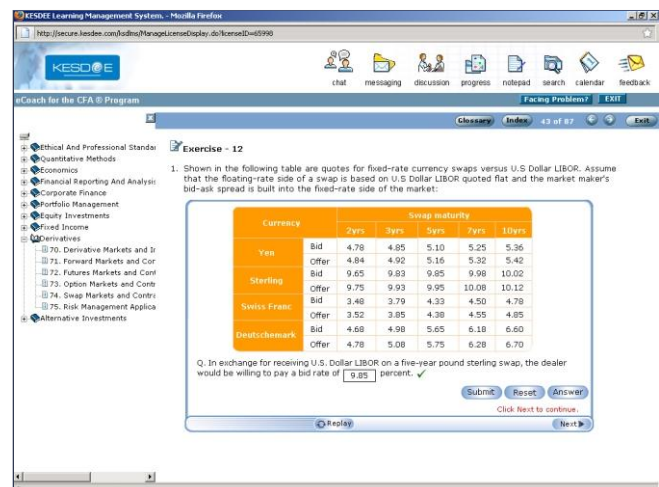 KESDEE Learning Management System. - Mozilla Firefox
http://secure.kesdee.com/ksdlms/ManageLicenseDisplay.do?licenseID=65998
KESDEE
chat messaging discussion progress notepad search calendar feedback
eCoach for the CFA ® Program
Facing Problem? EXIT
Glossary Index 43 of 87 Exit
Ethical And Professional Standar
Quantitative Methods
Economics
Financial Reporting And Analysis
Corporate Finance
Portfolio Management
Equity Investments
Fixed Income
Derivatives
70. Derivative Markets and Ir
71. Forward Markets and Cor
72. Futures Markets and Cont
73. Option Markets and Contr
74. Swap Markets and Contra
75. Risk Management Applica
Alternative Investments
Exercise - 12
1. Shown in the following table are quotes for fixed-rate currency swaps versus U.S Dollar LIBOR. Assume
that the floating-rate side of a swap is based on U.S Dollar LIBOR quoted flat and the market maker's
bid-ask spread is built into the fixed-rate side of the market:
Currency Swap maturity
2yrs 3yrs 5yrs 7yrs 10yrs
Yen Bid 4.78 4.85 5.10 5.25 5.36
Offer 4.84 4.92 5.16 5.32 5.42
Sterling Bid 9.65 9.83 9.85 9.98 10.02
Offer 9.75 9.93 9.95 10.08 10.12
Swiss Franc Bid 3.48 3.79 4.33 4.50 4.78
Offer 3.52 3.85 4.38 4.55 4.85
Deutschemark Bid 4.68 4.98 5.65 6.18 6.60
Offer 4.78 5.08 5.75 6.28 6.70
Q. In exchange for receiving U.S. Dollar LIBOR on a five-year pound sterling swap, the dealer
would be willing to pay a bid rate of 9.85 percent. ✓
Submit Reset Answer
Click Next to continue.
Replay Next